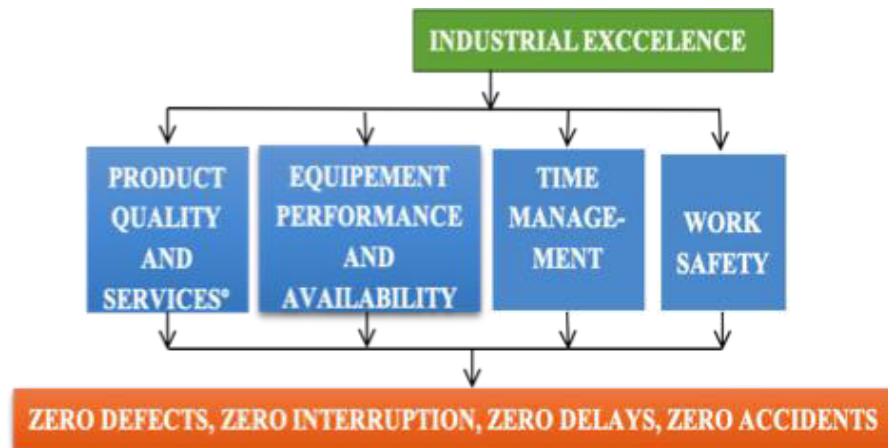 INDUSTRIAL EXCCELENCE
PRODUCT
QUALITY
AND
SERVICES°
EQUIPEMENT
PERFORMANCE
AND
AVAILABILITY
TIME
MANAGE-
MENT
WORK
SAFETY
ZERO DEFECTS, ZERO INTERRUPTION, ZERO DELAYS, ZERO ACCIDENTS